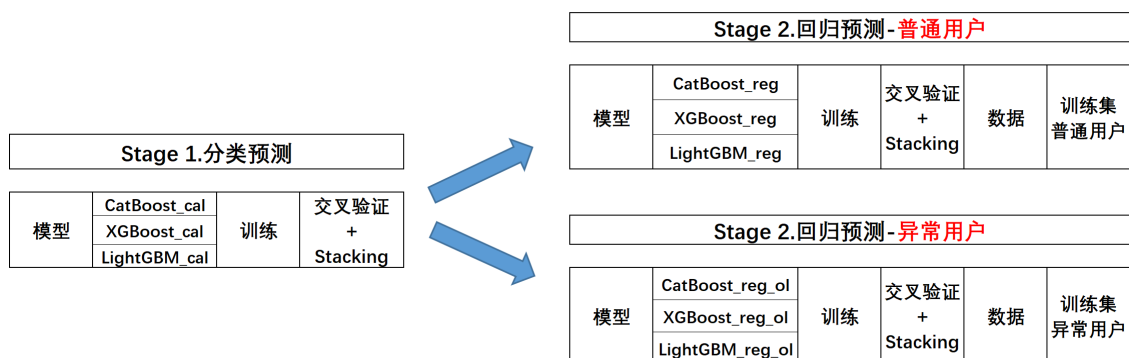 Stage 1.分类预测
模型
CatBoost_cal
XGBoost_cal
LightGBM_cal
训练
交叉验证
+
Stacking
Stage 2.回归预测-普通用户
模型
CatBoost_reg
XGBoost_reg
LightGBM_reg
训练
交叉验证
+
Stacking
数据
训练集
普通用户
Stage 2.回归预测-异常用户
模型
CatBoost_reg_ol
XGBoost_reg_ol
LightGBM_reg_ol
训练
交叉验证
+
Stacking
数据
训练集
异常用户